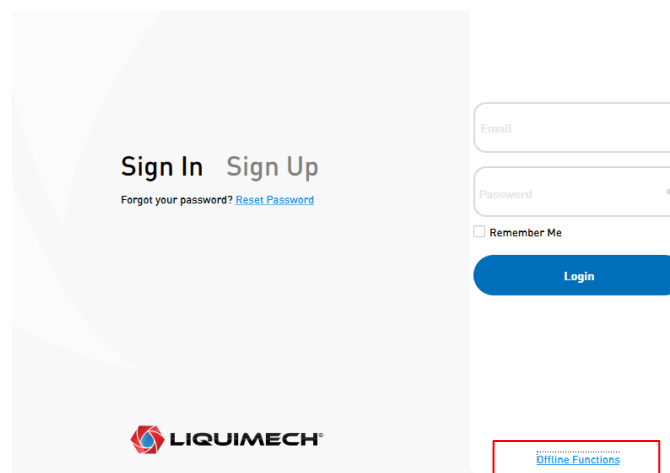 Sign In Sign Up
Forgot your password? Reset Password
Email
Password
Remember Me
Login
LIQUIMECH®
Offline Functions